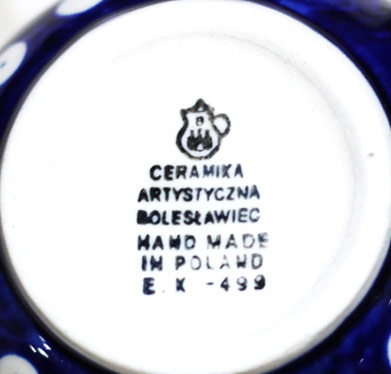 B
CERAMIKA
ARTYSTYCZNA
BOLESŁAWIEC
HAND MADE
IN POLAND
E. K - 499